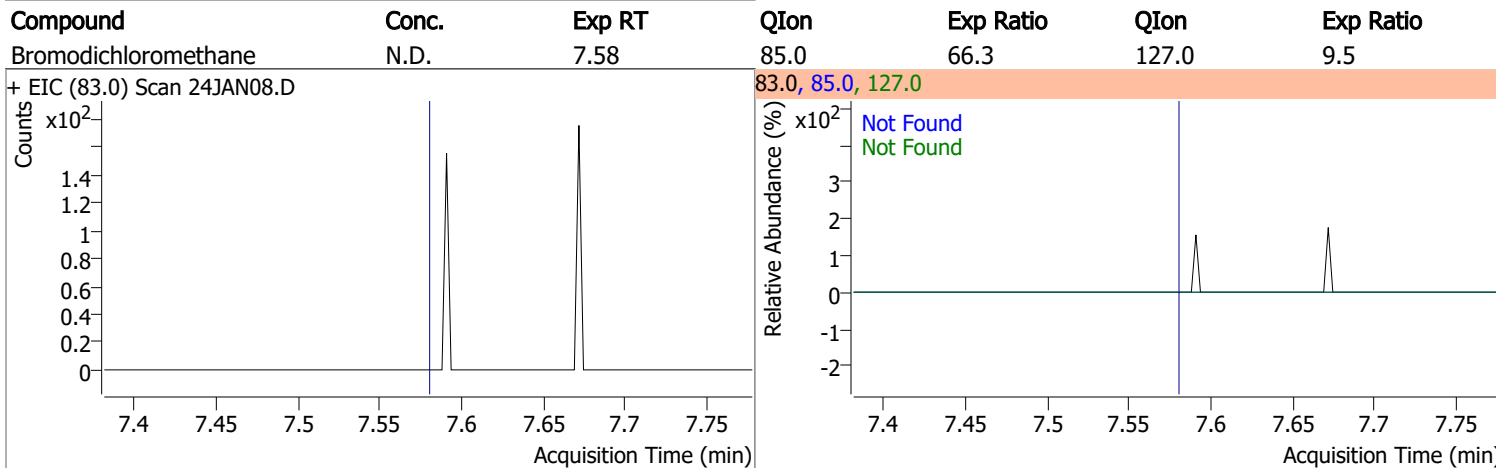 Compound Conc. Exp RT QIon Exp Ratio QIon Exp Ratio
Bromodichloromethane N.D. 7.58 85.0 66.3 127.0 9.5
+ EIC (83.0) Scan 24JAN08.D
Counts
x10²
1.4
1.2
1
0.8
0.6
0.4
0.2
0
7.4 7.45 7.5 7.55 7.6 7.65 7.7 7.75
Acquisition Time (min)
83.0, 85.0, 127.0
Relative Abundance (%)
x10²
Not Found
Not Found
3
2
1
0
-1
-2
7.4 7.45 7.5 7.55 7.6 7.65 7.7 7.75
Acquisition Time (min)